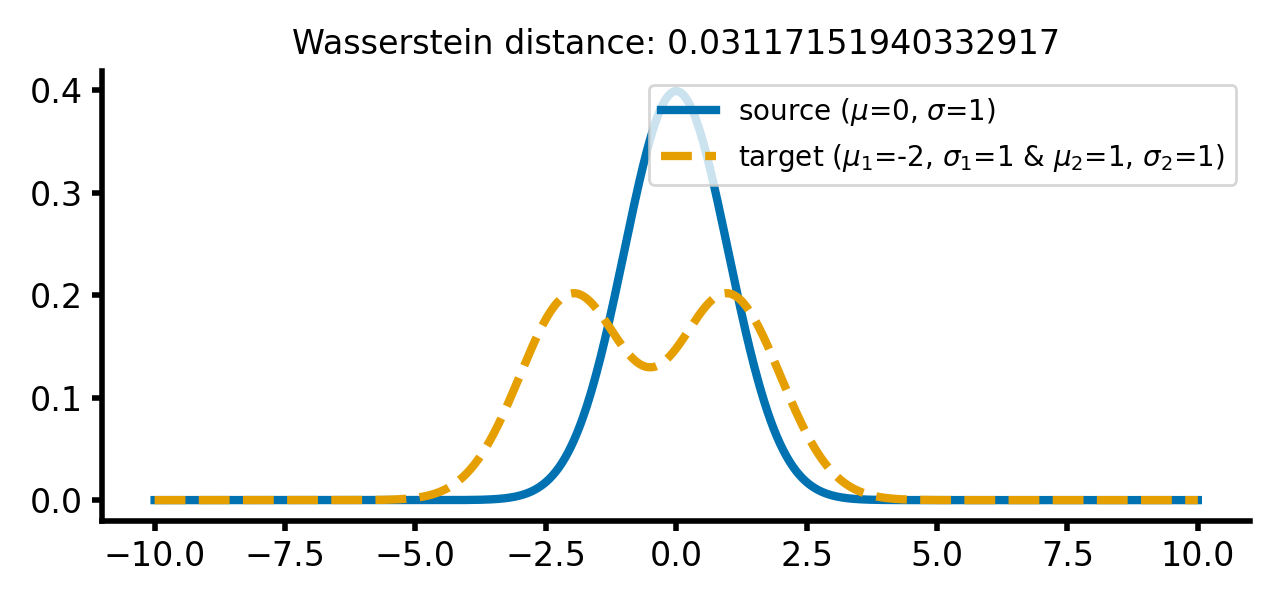 Wasserstein distance: 0.03117151940332917
0.4
0.3
0.2
0.1
0.0
source (μ=0, σ=1)
target (μ₁=-2, σ₁=1 & μ₂=1, σ₂=1)
−10.0 −7.5 −5.0 −2.5 0.0 2.5 5.0 7.5 10.0